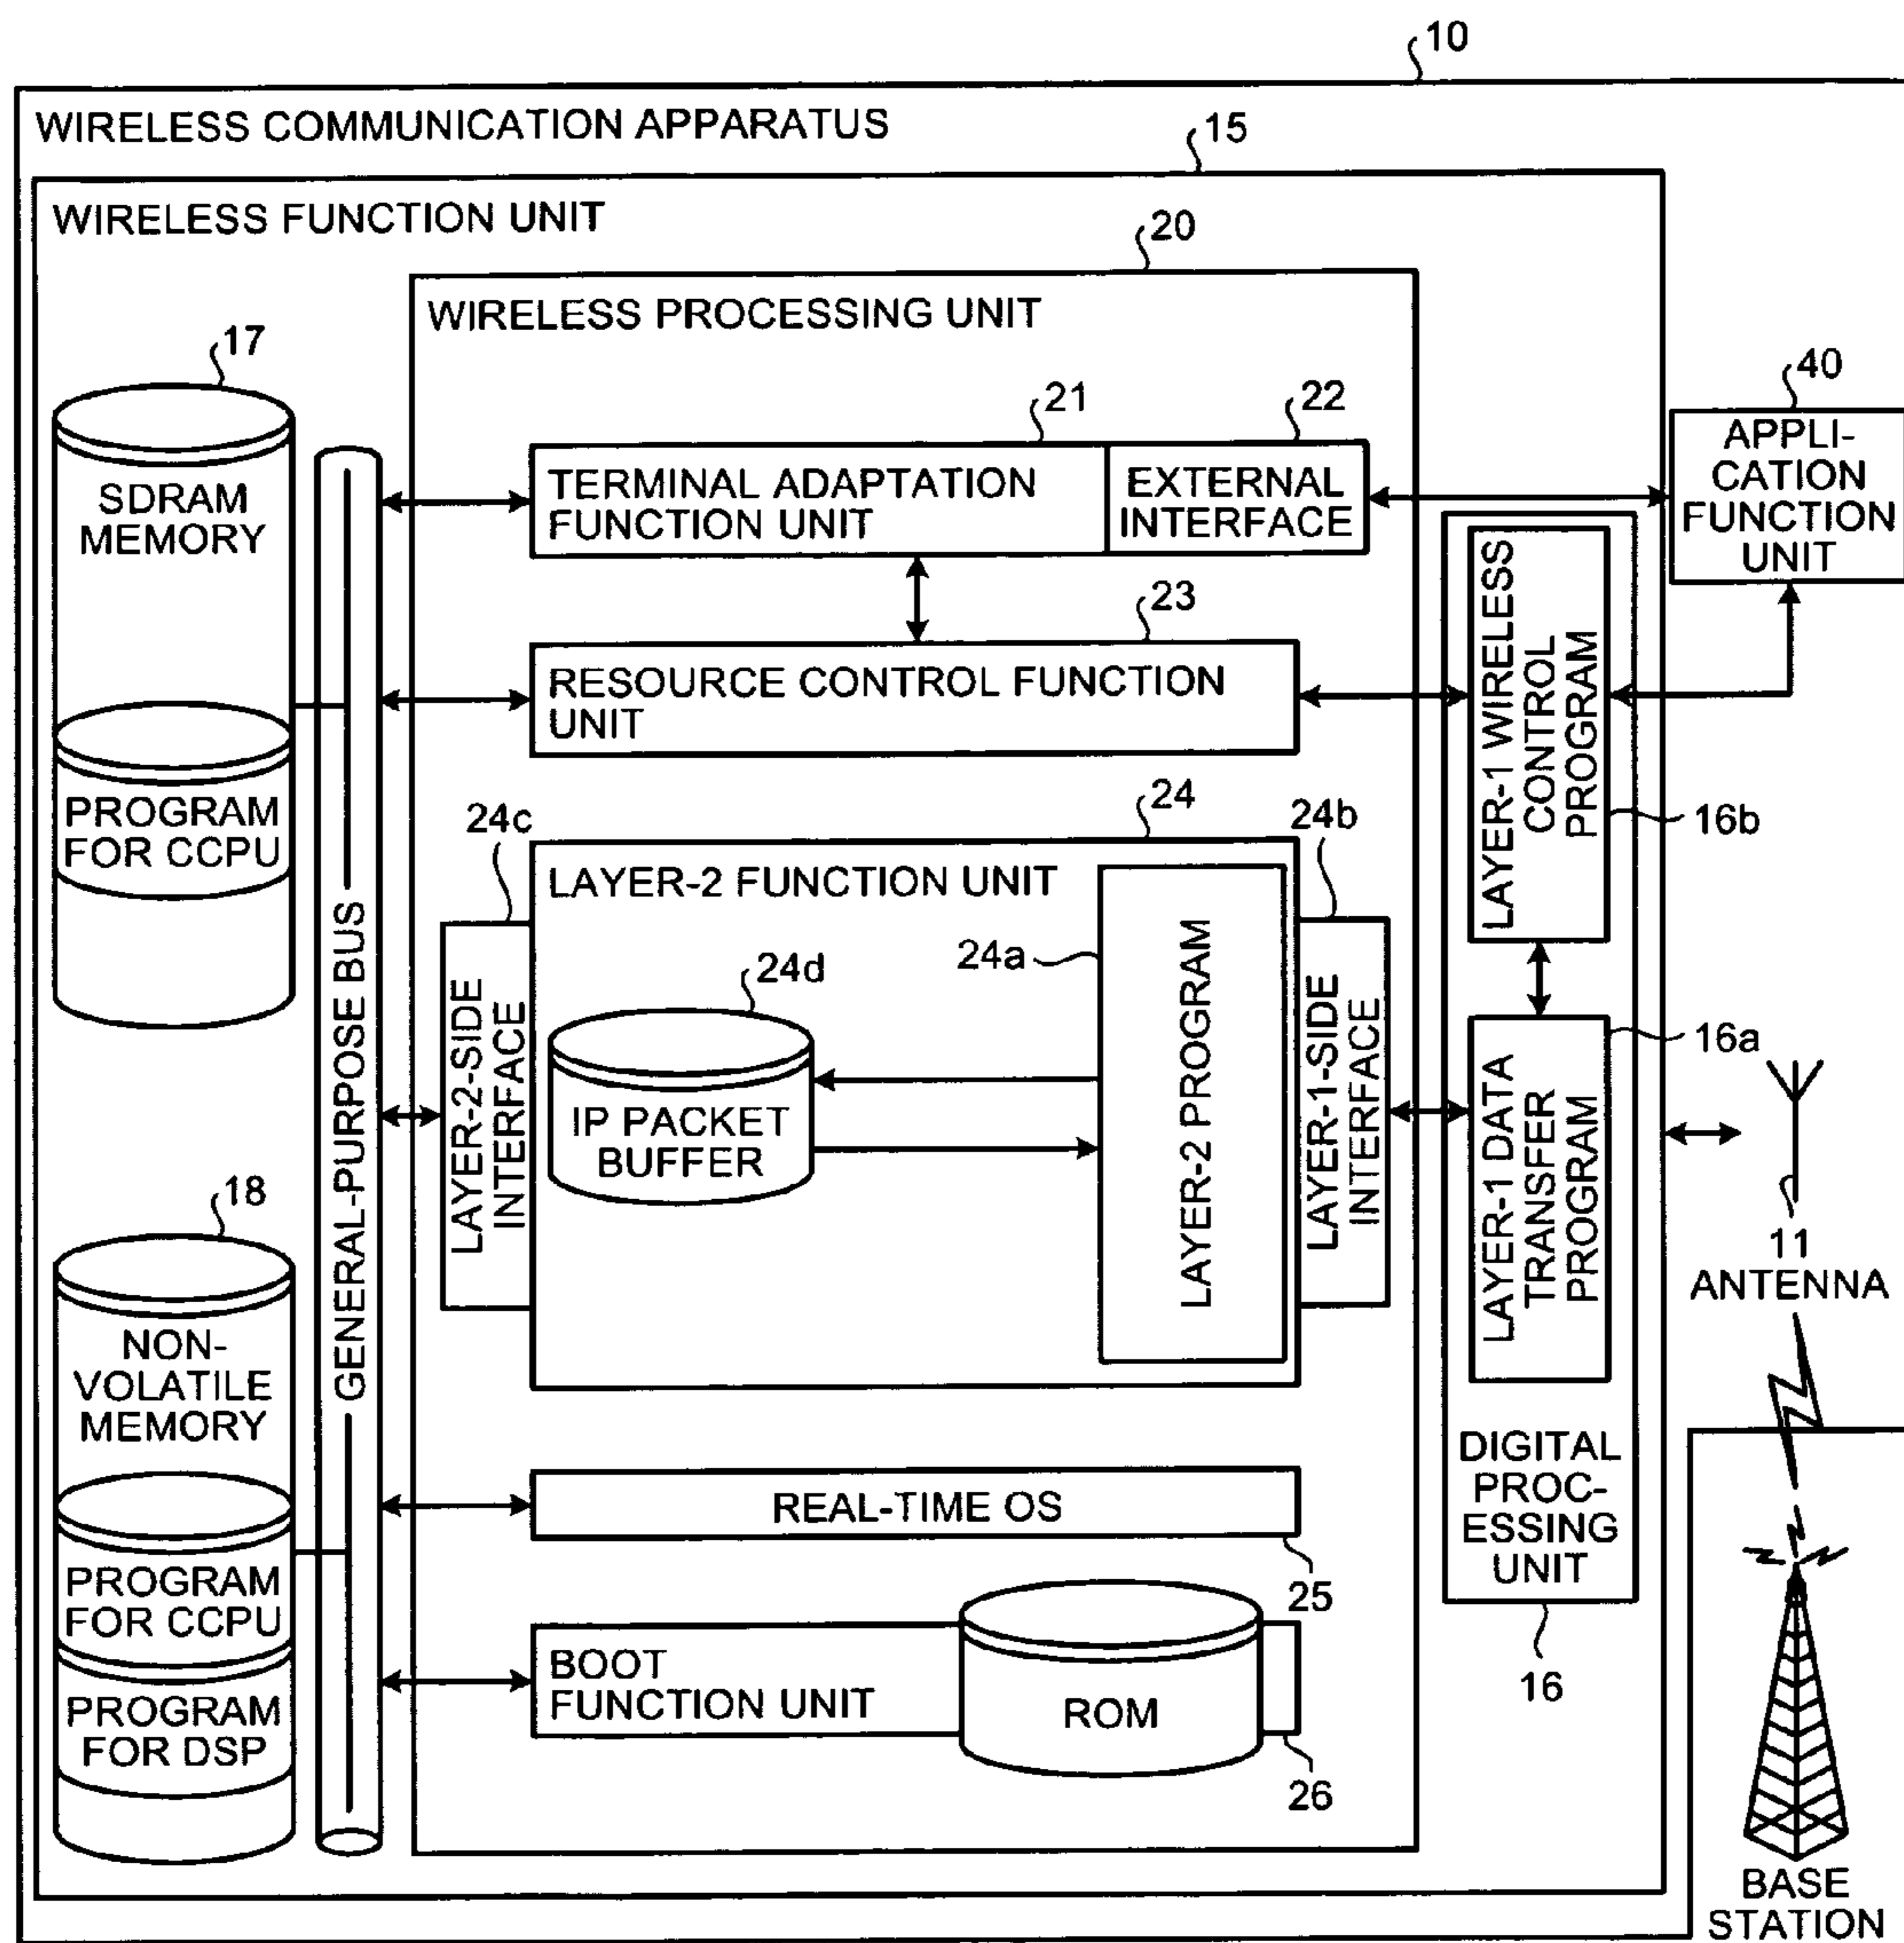 10
WIRELESS COMMUNICATION APPARATUS
15
WIRELESS FUNCTION UNIT
20
WIRELESS PROCESSING UNIT
17
SDRAM
MEMORY
PROGRAM
FOR CCPU
18
NON-
VOLATILE
MEMORY
PROGRAM
FOR CCPU
PROGRAM
FOR DSP
GENERAL-PURPOSE BUS
21
TERMINAL ADAPTATION
FUNCTION UNIT
22
EXTERNAL
INTERFACE
23
RESOURCE CONTROL FUNCTION
UNIT
24c
LAYER-2-SIDE
INTERFACE
24
LAYER-2 FUNCTION UNIT
24d
IP PACKET
BUFFER
24a
LAYER-2 PROGRAM
24b
LAYER-1-SIDE
INTERFACE
REAL-TIME OS
25
BOOT
FUNCTION UNIT
ROM
26
LAYER-1 WIRELESS
CONTROL
PROGRAM
16b
LAYER-1 DATA
TRANSFER
PROGRAM
16a
DIGITAL
PROC-
ESSING
UNIT
16
40
APPLI-
CATION
FUNCTION
UNIT
11
ANTENNA
BASE
STATION